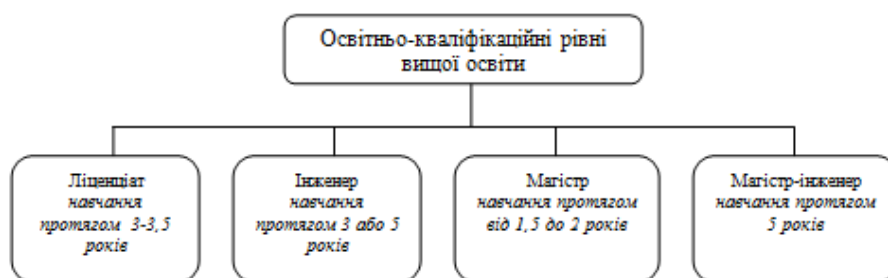 Освітньо-кваліфікаційні рівні
вищої освіти
Ліценціат
навчання
протягом 3-3,5
років
Інженер
навчання
протягом 3 або 5
років
Магістр
навчання протягом
від 1,5 до 2 років
Магістр-інженер
навчання протягом
5 років